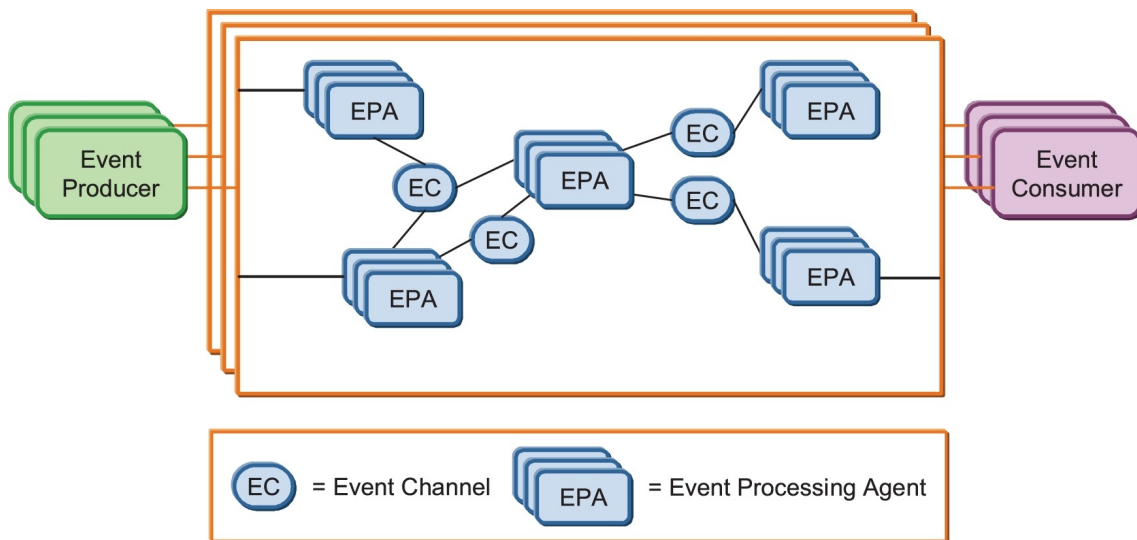 EPA
EPA
EC
Event
Producer
EC
EPA
Event
Consumer
EC
EC
EPA
EPA
EC = Event Channel
EPA = Event Processing Agent